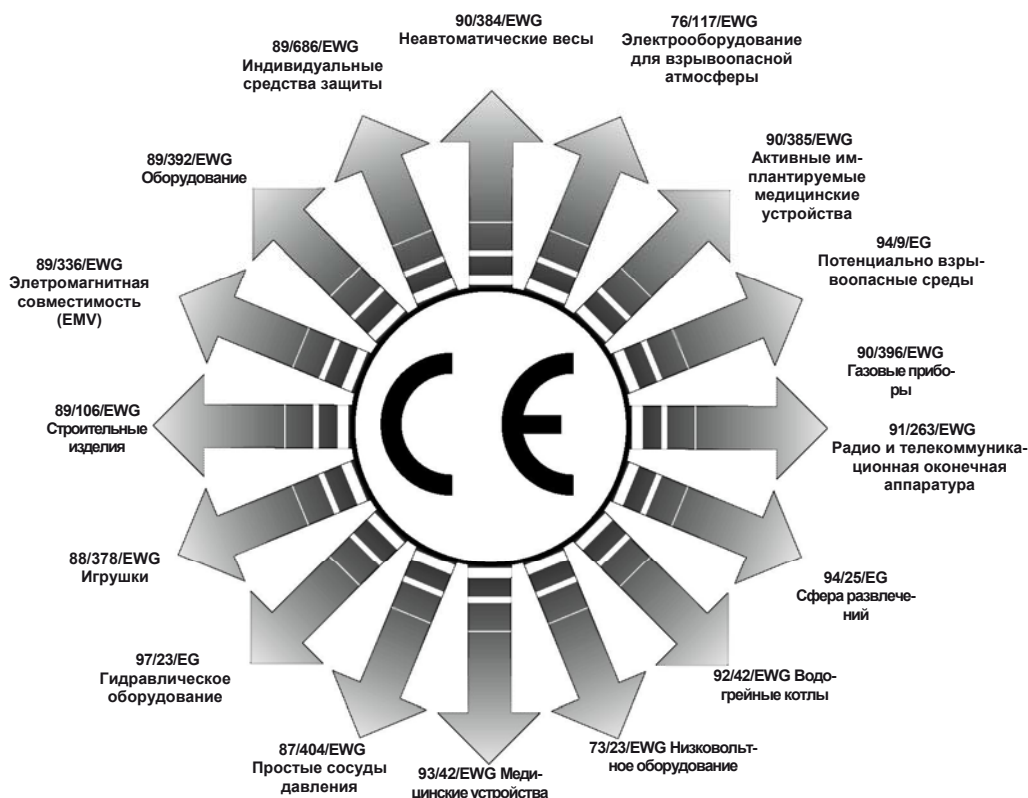 90/384/EWG
Неавтоматические весы
76/117/EWG
Электрооборудование
для взрывоопасной
атмосферы
90/385/EWG
Активные им-
плантируемые
медицинские
устройства
94/9/EG
Потенциально взры-
воопасные среды
90/396/EWG
Газовые прибо-
ры
91/263/EWG
Радио и телекоммуника-
ационная оконечная
аппаратура
94/25/EG
Сфера развлече-
ний
92/42/EWG Водо-
грейные котлы
73/23/EWG Низковольт-
тное оборудование
93/42/EWG Меди-
цинские устройства
87/404/EWG
Простые сосуды
давления
97/23/EG
Гидравлическое
оборудование
88/378/EWG
Игрушки
89/106/EWG
Строительные
изделия
89/336/EWG
Элетромагнитная
совместимость
(EMV)
89/392/EWG
Оборудование
89/686/EWG
Индивидуальные
средства защиты
CE